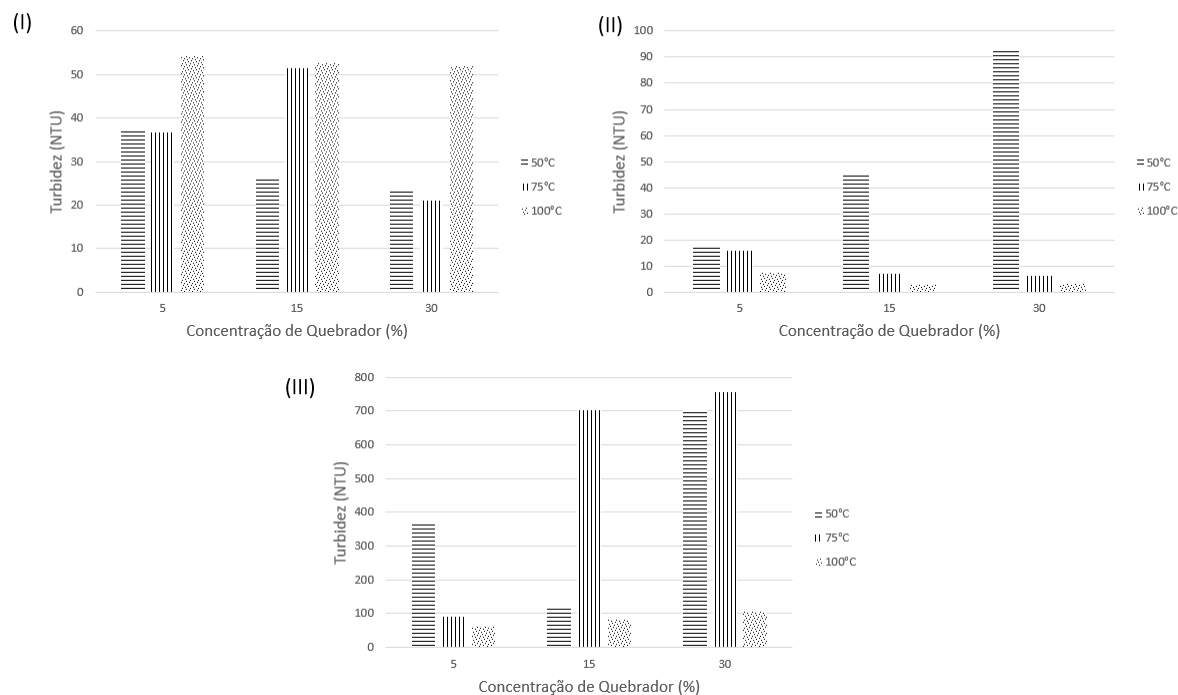 (I)
60
50
40
30
20
10
0
Turbidez (NTU)
5 15 30
Concentração de Quebrador (%)
50°C
75°C
100°C
(II)
100
90
80
70
60
50
40
30
20
10
0
Turbidez (NTU)
5 15 30
Concentração de Quebrador (%)
50°C
75°C
100°C
(III)
800
700
600
500
400
300
200
100
0
Turbidez (NTU)
5 15 30
Concentração de Quebrador (%)
50°C
75°C
100°C